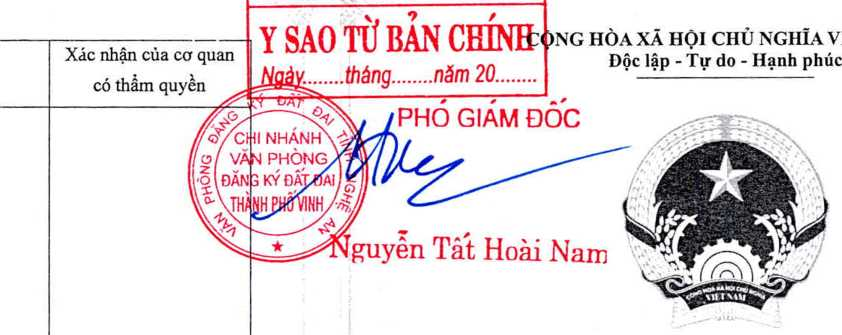 Xác nhận của cơ quan
có thẩm quyền
Y SAO TỪ BẢN CHÍNH
Ngày.......tháng.......năm 20........
CỘNG HÒA XÃ HỘI CHỦ NGHĨA V
Độc lập - Tự do - Hạnh phúc
PHÓ GIÁM ĐỐC
VĂN PHÒNG ĐĂNG KÝ ĐẤT ĐAI TỈNH NGHỆ AN
CHI NHÁNH
VĂN PHÒNG
ĐĂNG KÝ ĐẤT ĐAI
THÀNH PHỐ VINH
Nguyễn Tất Hoài Nam
CỘNG HÒA XÃ HỘI CHỦ NGHĨA
VIỆT NAM